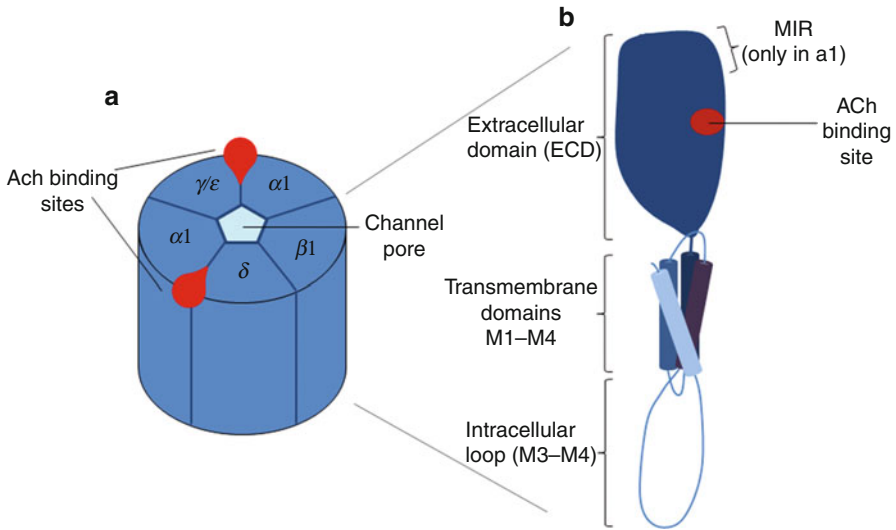 a
Ach binding
sites
γ/ε
α1
α1
β1
δ
Channel
pore
b
MIR
(only in a1)
Extracellular
domain (ECD)
ACh
binding
site
Transmembrane
domains
M1–M4
Intracellular
loop (M3–M4)